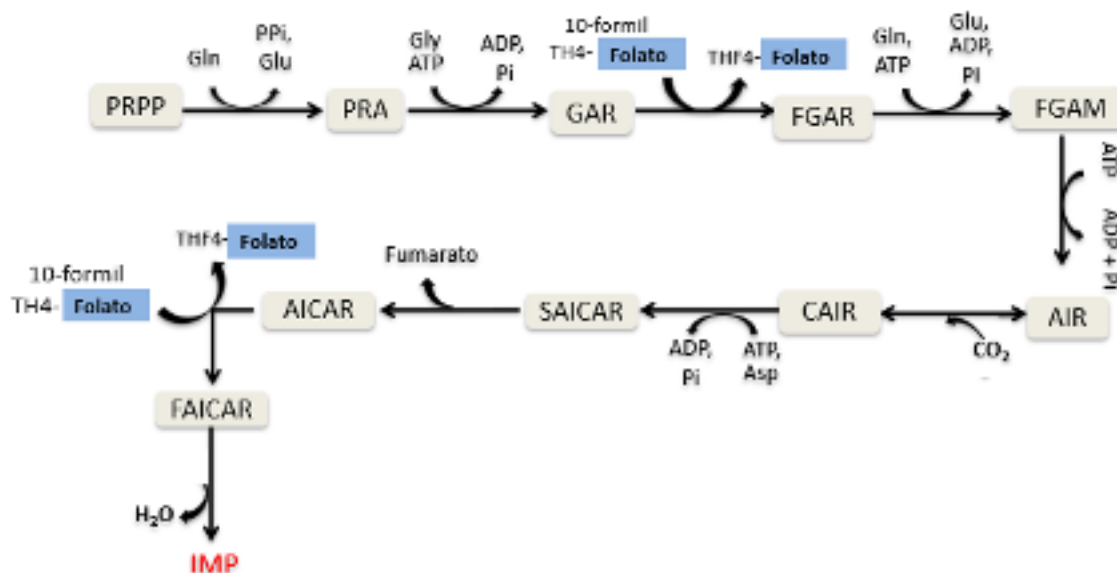 Gln
PPi,
Glu
Gly
ATP
ADP,
Pi
10-formil
TH4- Folato
THF4- Folato
Gln,
ATP
Glu,
ADP,
PI
PRPP
PRA
GAR
FGAR
FGAM
ATP
ADP + PI
THF4- Folato
10-formil
TH4- Folato
Fumarato
AICAR
SAICAR
CAIR
AIR
ADP,
Pi
ATP,
Asp
CO₂
FAICAR
H₂O
IMP